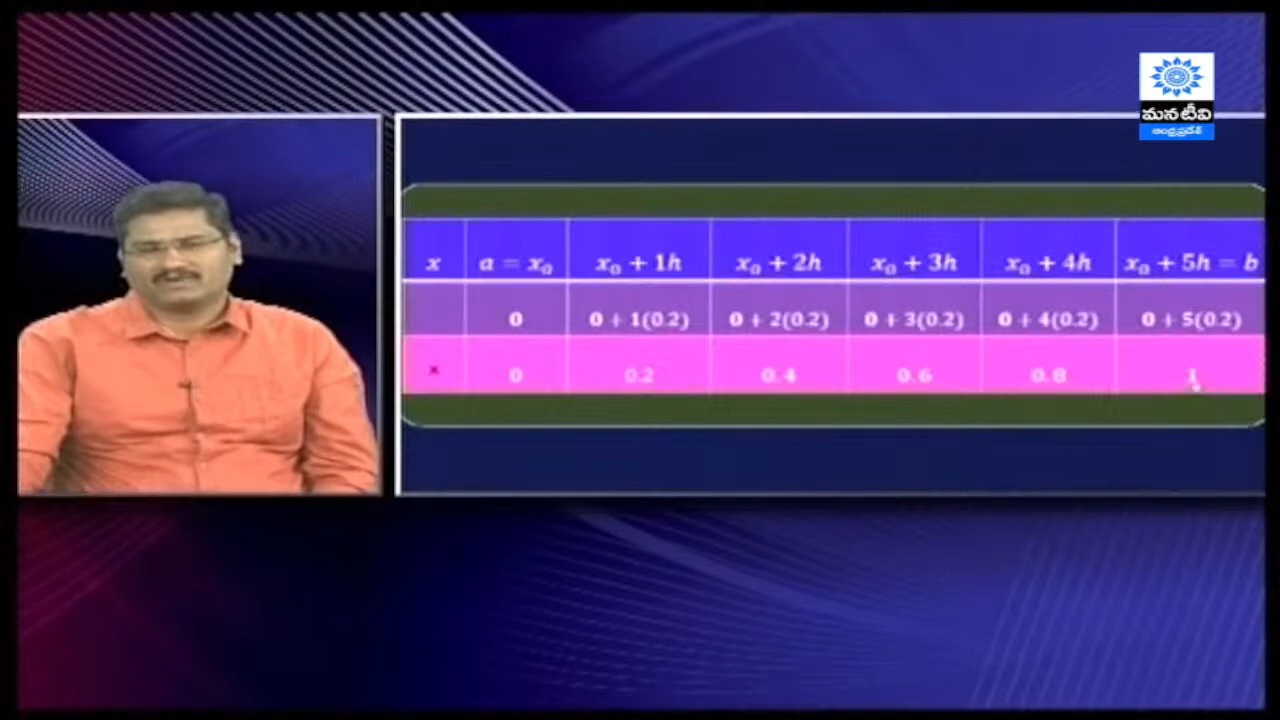 మనటీవి
ఆంధ్రప్రదేశ్
x a = x₀ x₀ + 1h x₀ + 2h x₀ + 3h x₀ + 4h x₀ + 5h = b
0 0 + 1(0.2) 0 + 2(0.2) 0 + 3(0.2) 0 + 4(0.2) 0 + 5(0.2)
x 0 0.2 0.4 0.6 0.8 1